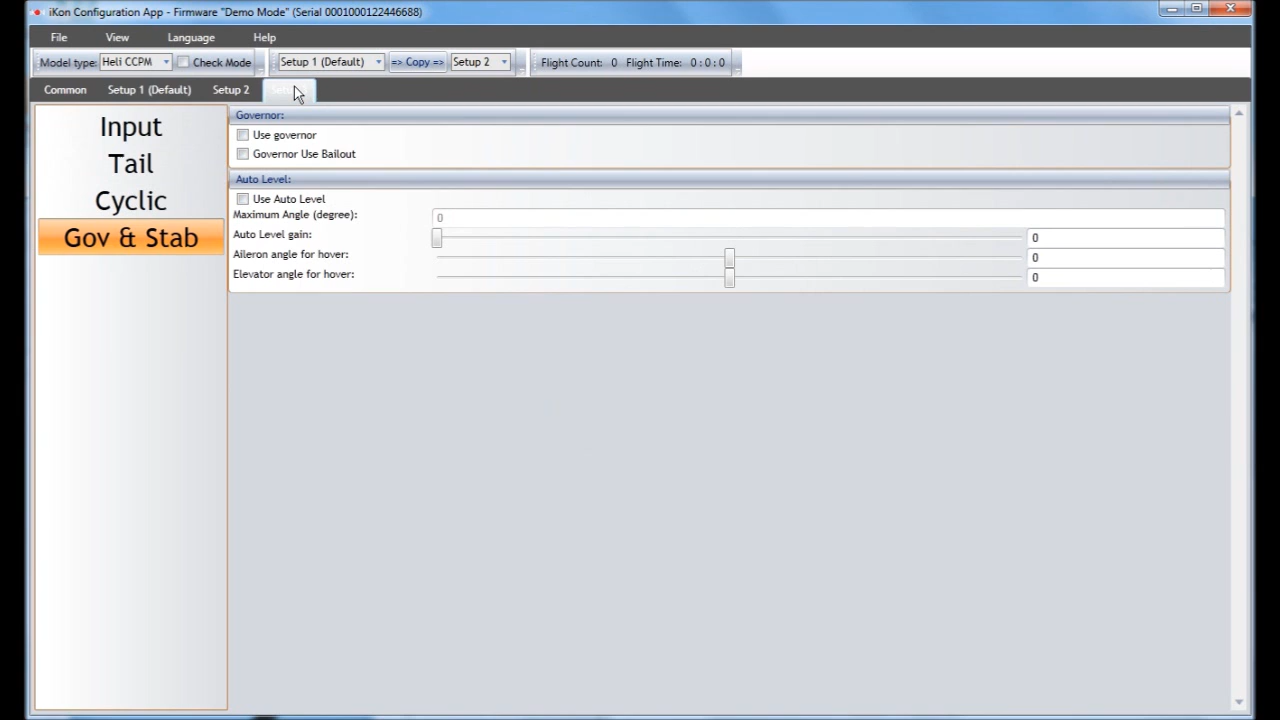 iKon Configuration App - Firmware "Demo Mode" (Serial 0001000122446688)
File View Language Help
Model type: Heli CCPM Check Mode Setup 1 (Default) => Copy => Setup 2 Flight Count: 0 Flight Time: 0 : 0 : 0
Common Setup 1 (Default) Setup 2
Input
Tail
Cyclic
Gov & Stab
Governor:
Use governor
Governor Use Bailout
Auto Level:
Use Auto Level
Maximum Angle (degree): 0
Auto Level gain: 0
Aileron angle for hover: 0
Elevator angle for hover: 0